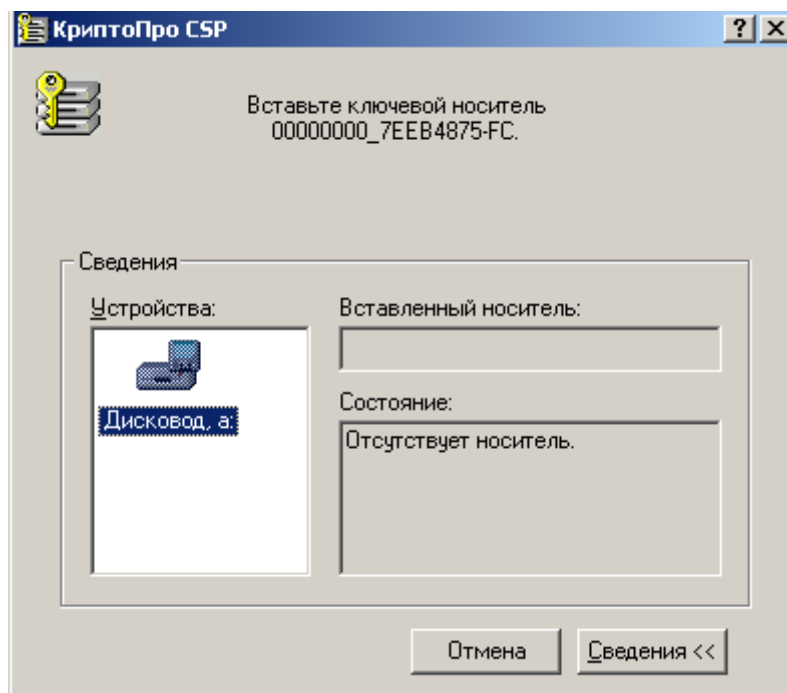 КриптоПро CSP
Вставьте ключевой носитель
00000000_7EEB4875-FC.
Сведения
Устройства:
Дисковод, а:
Вставленный носитель:
Состояние:
Отсутствует носитель.
Отмена
Сведения <<